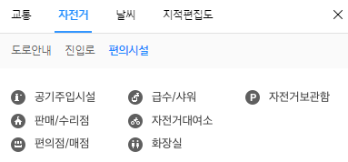 교통 자전거 날씨 지적편집도
도로안내 진입로 편의시설
공기주입시설 급수/샤워 P 자전거보관함
판매/수리점 자전거대여소
편의점/매점 화장실